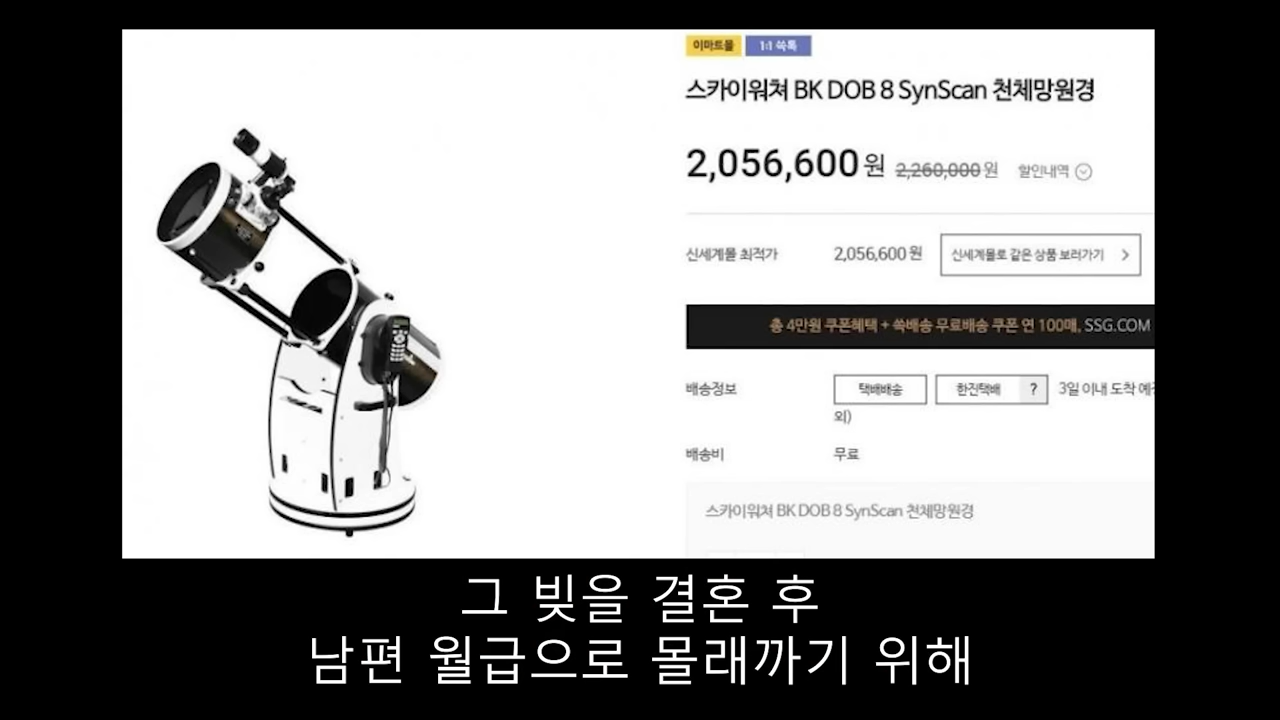 이마트몰 1:1 쓱톡
스카이워쳐 BK DOB 8 SynScan 천체망원경
2,056,600원 2,260,000원 할인내역
신세계몰 최적가 2,056,600원 신세계몰로 같은 상품 보러가기 >
총 4만원 쿠폰혜택 + 쓱배송 무료배송 쿠폰 연 100매, SSG.COM
배송정보 택배배송 한진택배 ? 3일 이내 도착 예정
외)
배송비 무료
스카이워쳐 BK DOB 8 SynScan 천체망원경
그 빚을 결혼 후
남편 월급으로 몰래까기 위해